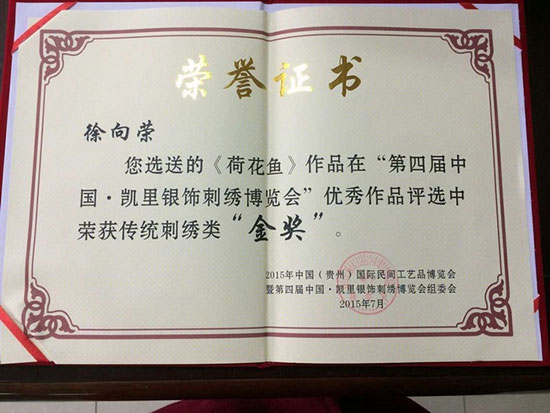 荣誉证书
徐向荣
您选送的《荷花鱼》作品在“第四届中
国·凯里银饰刺绣博览会”优秀作品评选中
荣获传统刺绣类“金奖”。
2015年中国（贵州）国际民间工艺品博览会
暨第四届中国·凯里银饰刺绣博览会组委会
2015年7月